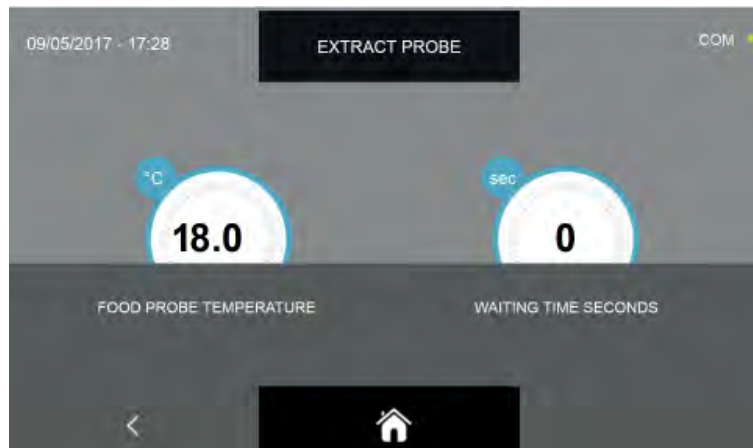 09/05/2017 - 17:28
EXTRACT PROBE
COM
°C
sec
18.0
0
FOOD PROBE TEMPERATURE
WAITING TIME SECONDS